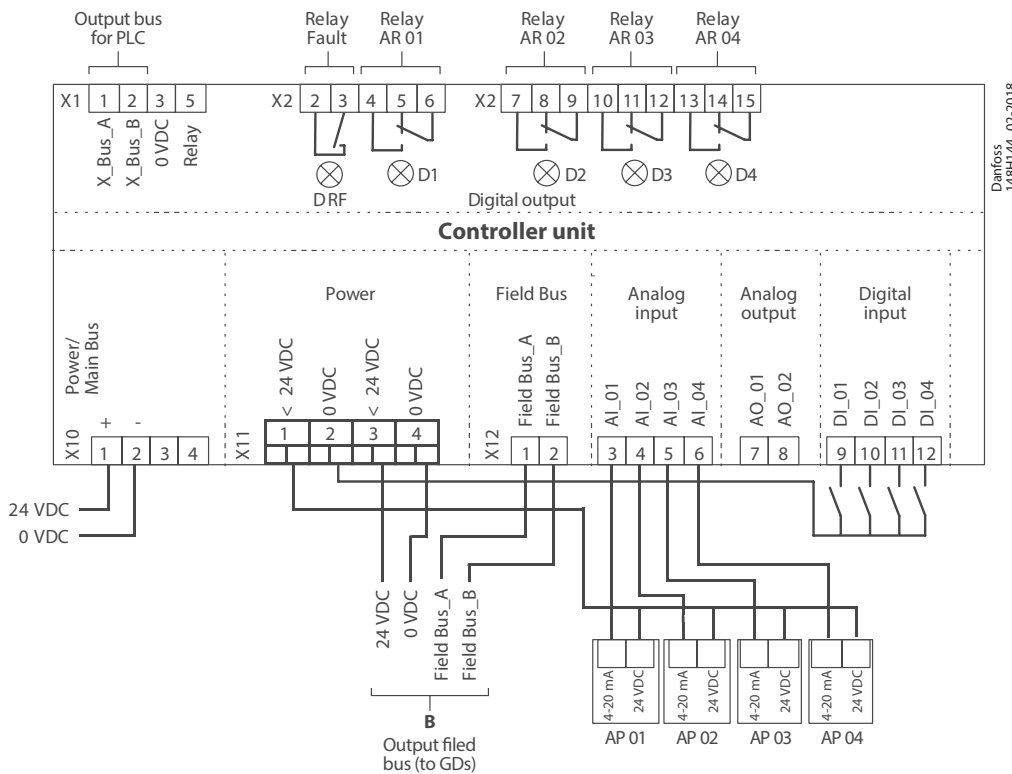 Output bus
for PLC
Relay
Fault
Relay
AR 01
Relay
AR 02
Relay
AR 03
Relay
AR 04
X1 1 2 3 5
X2 2 3 4 5 6
X2 7 8 9 10 11 12 13 14 15
X_Bus_A
X_Bus_B
0 VDC
Relay
DRF
D1
D2
D3
D4
Digital output
Danfoss
148H144_02-2018
Controller unit
Power/
Main Bus
Power
Field Bus
Analog
input
Analog
output
Digital
input
+ -
< 24 VDC
0 VDC
< 24 VDC
0 VDC
Field Bus_A
Field Bus_B
AI_01
AI_02
AI_03
AI_04
AO_01
AO_02
DI_01
DI_02
DI_03
DI_04
X10 1 2 3 4
X11 1 2 3 4
X12 1 2 3 4 5 6 7 8 9 10 11 12
24 VDC
0 VDC
24 VDC
0 VDC
Field Bus_A
Field Bus_B
B
Output filed
bus (to GDs)
4-20 mA
24 VDC
4-20 mA
24 VDC
4-20 mA
24 VDC
4-20 mA
24 VDC
AP 01
AP 02
AP 03
AP 04